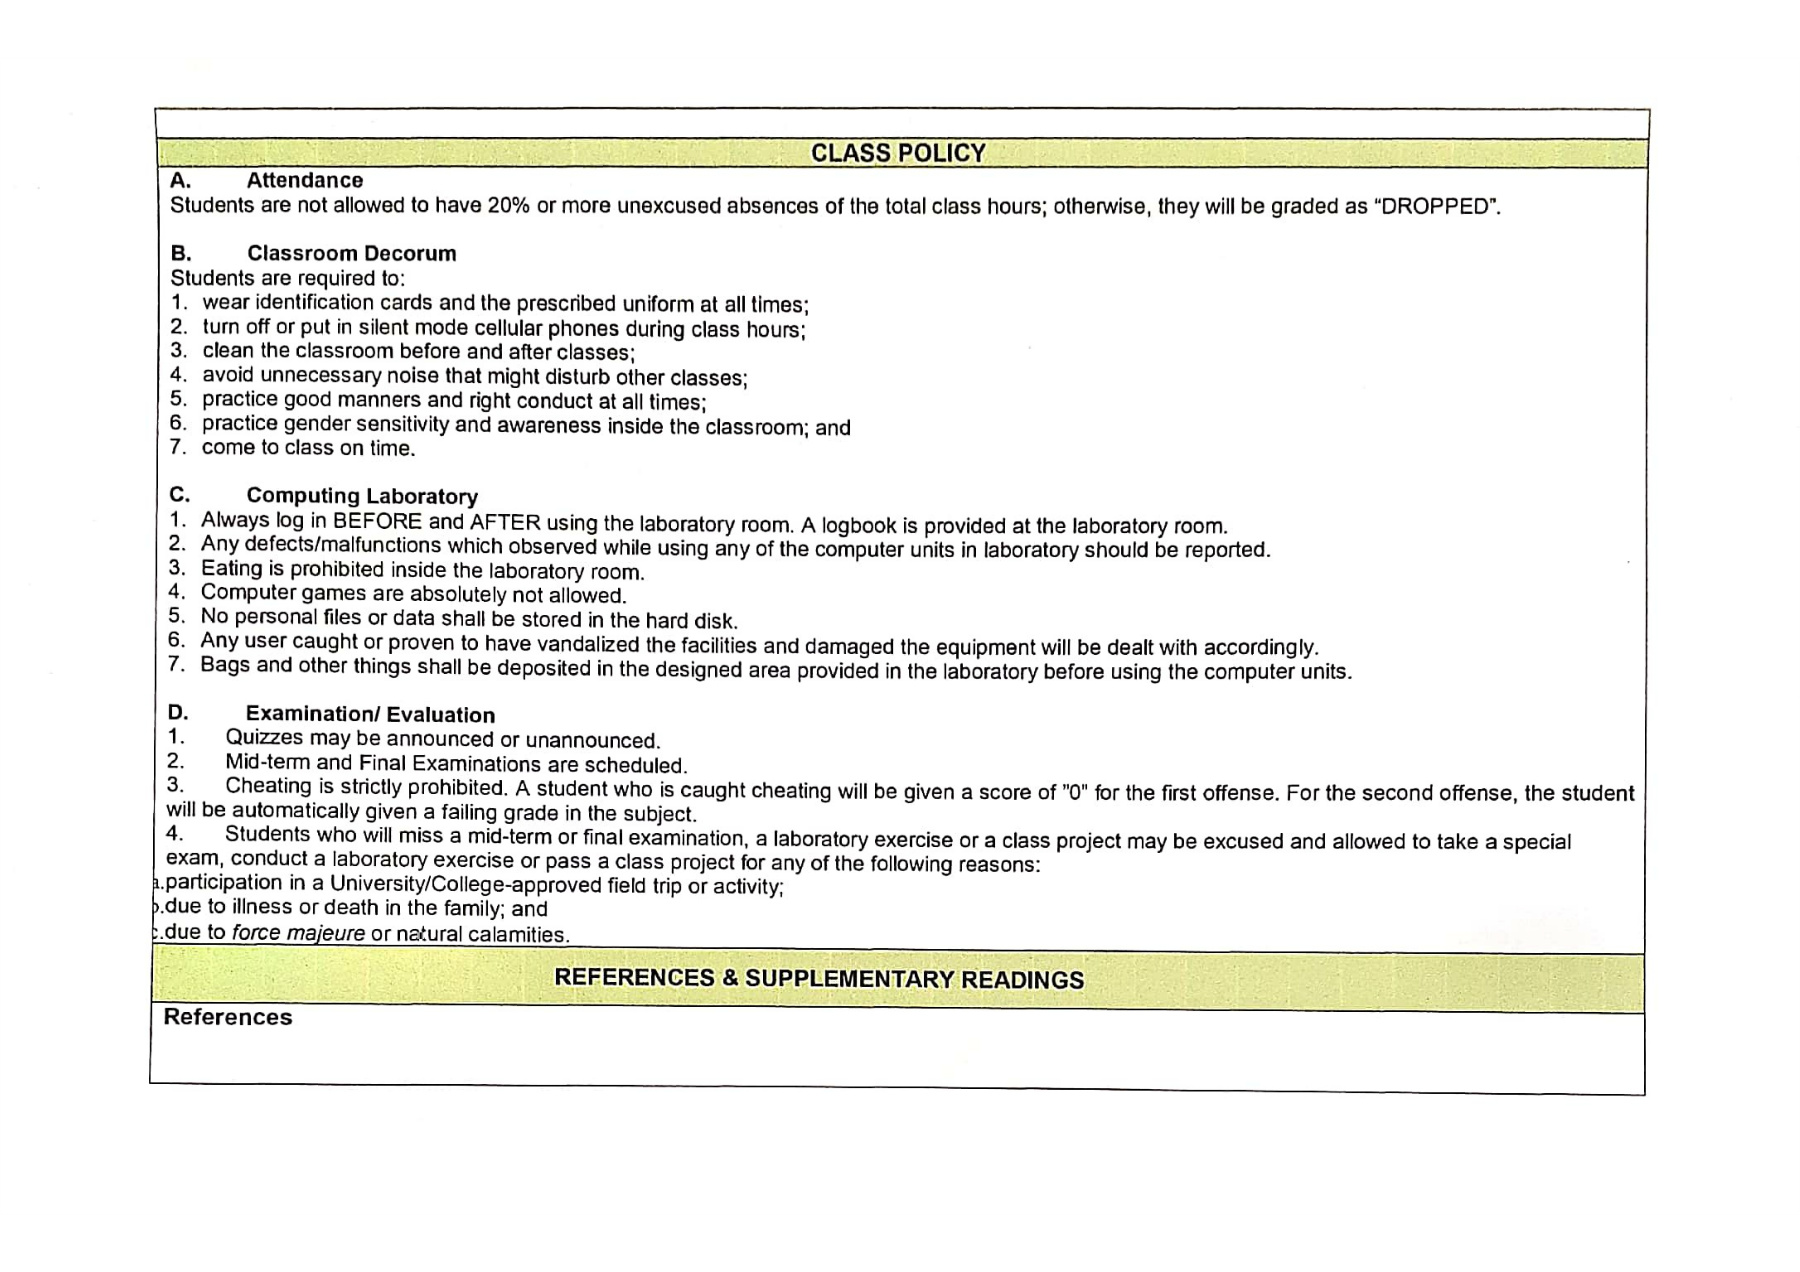 CLASS POLICY
A. Attendance
Students are not allowed to have 20% or more unexcused absences of the total class hours; otherwise, they will be graded as “DROPPED”.
B. Classroom Decorum
Students are required to:
1. wear identification cards and the prescribed uniform at all times;
2. turn off or put in silent mode cellular phones during class hours;
3. clean the classroom before and after classes;
4. avoid unnecessary noise that might disturb other classes;
5. practice good manners and right conduct at all times;
6. practice gender sensitivity and awareness inside the classroom; and
7. come to class on time.
C. Computing Laboratory
1. Always log in BEFORE and AFTER using the laboratory room. A logbook is provided at the laboratory room.
2. Any defects/malfunctions which observed while using any of the computer units in laboratory should be reported.
3. Eating is prohibited inside the laboratory room.
4. Computer games are absolutely not allowed.
5. No personal files or data shall be stored in the hard disk.
6. Any user caught or proven to have vandalized the facilities and damaged the equipment will be dealt with accordingly.
7. Bags and other things shall be deposited in the designed area provided in the laboratory before using the computer units.
D. Examination/ Evaluation
1. Quizzes may be announced or unannounced.
2. Mid-term and Final Examinations are scheduled.
3. Cheating is strictly prohibited. A student who is caught cheating will be given a score of "0" for the first offense. For the second offense, the student
will be automatically given a failing grade in the subject.
4. Students who will miss a mid-term or final examination, a laboratory exercise or a class project may be excused and allowed to take a special
exam, conduct a laboratory exercise or pass a class project for any of the following reasons:
a.participation in a University/College-approved field trip or activity;
b.due to illness or death in the family; and
c.due to force majeure or natural calamities.
REFERENCES & SUPPLEMENTARY READINGS
References